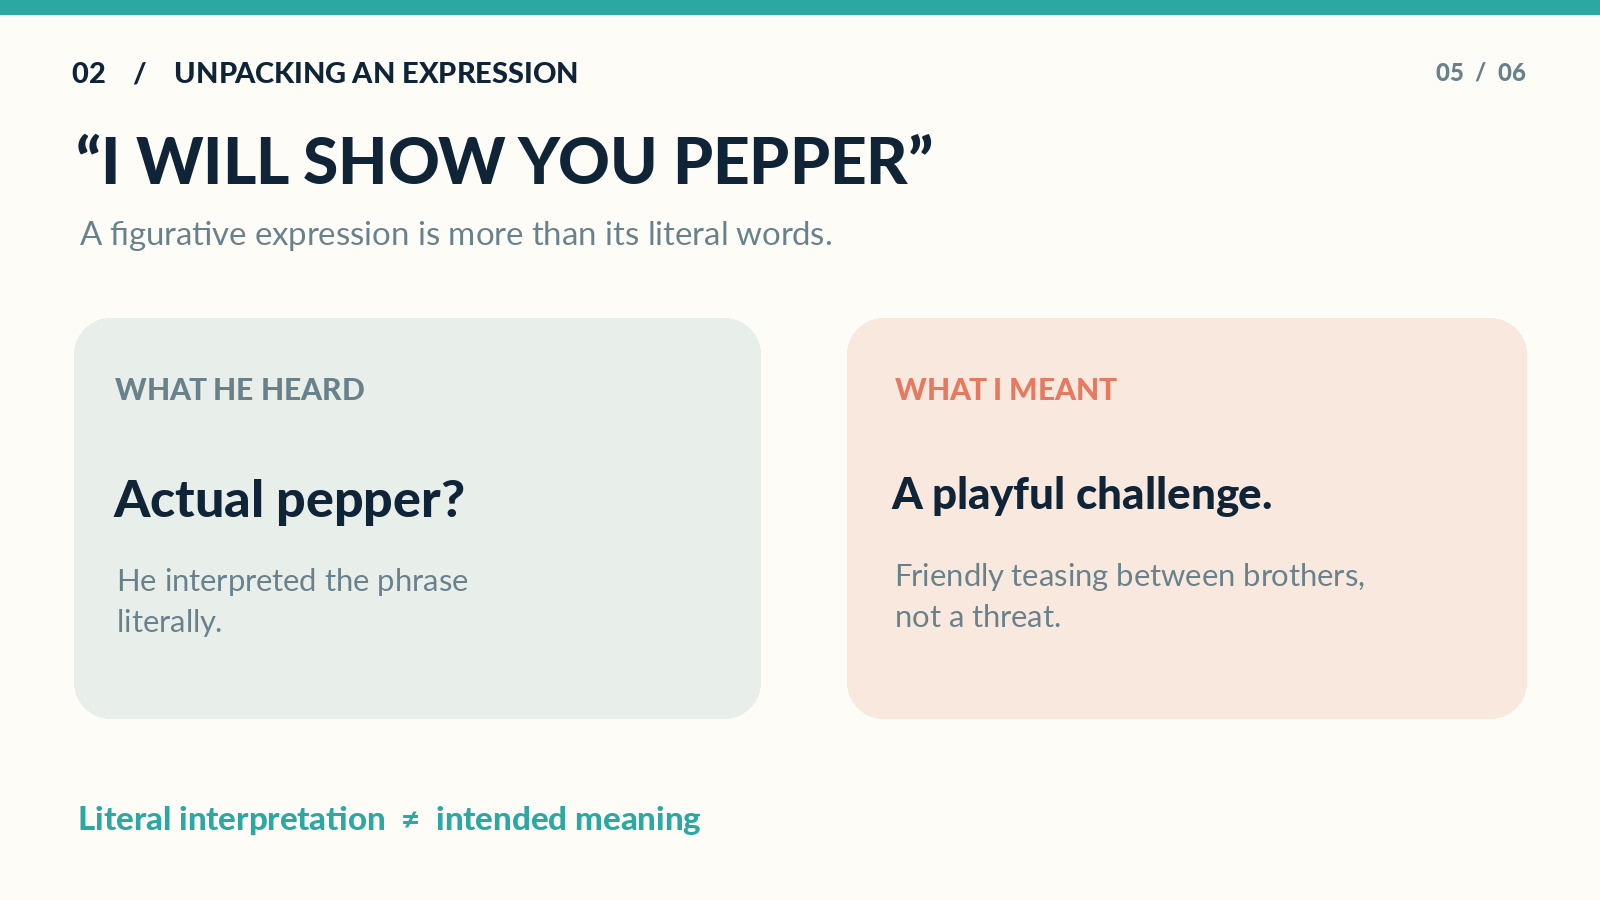 02 / UNPACKING AN EXPRESSION
05 / 06
“I WILL SHOW YOU PEPPER”
A figurative expression is more than its literal words.
WHAT HE HEARD
Actual pepper?
He interpreted the phrase
literally.
WHAT I MEANT
A playful challenge.
Friendly teasing between brothers,
not a threat.
Literal interpretation ≠ intended meaning